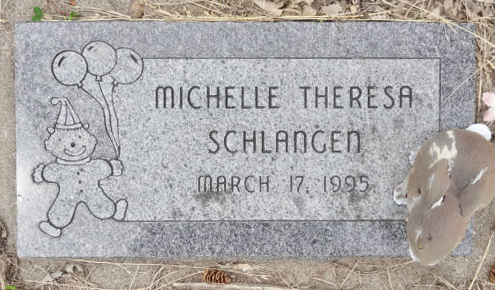 MICHELLE THERESA
SCHLANGEN
MARCH 17, 1995